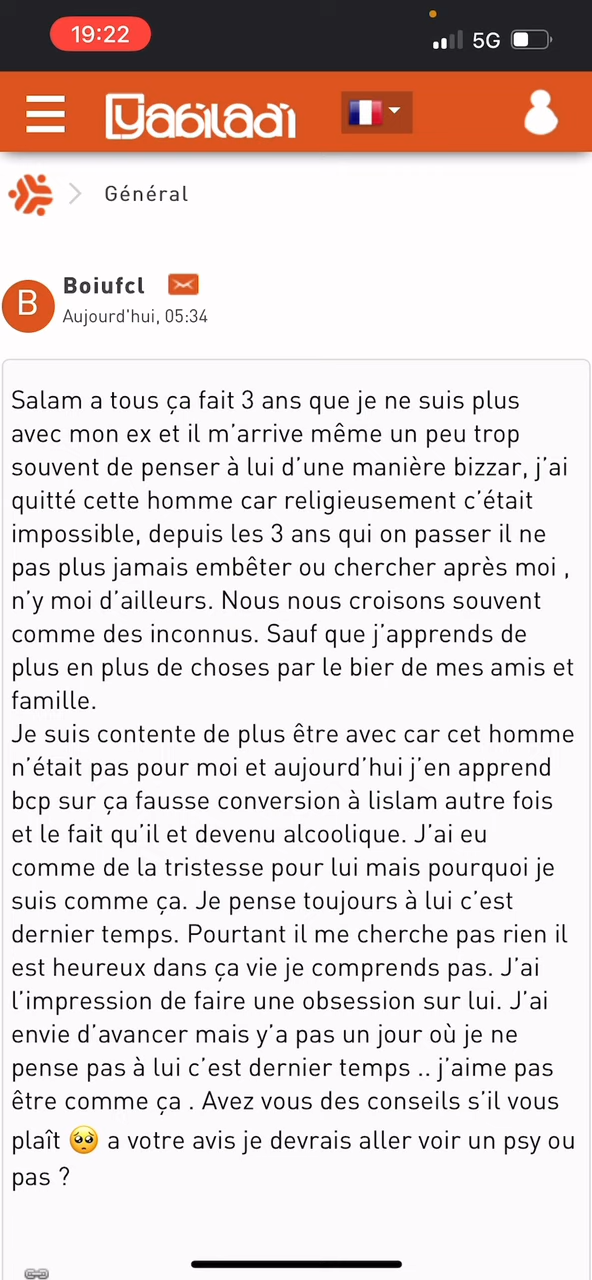 19:22
5G
Yabiladi
Général
B
Boiufcl
Aujourd'hui, 05:34
Salam a tous ça fait 3 ans que je ne suis plus
avec mon ex et il m'arrive même un peu trop
souvent de penser à lui d'une manière bizzar, j'ai
quitté cette homme car religieusement c'était
impossible, depuis les 3 ans qui on passer il ne
pas plus jamais embêter ou chercher après moi ,
n'y moi d'ailleurs. Nous nous croisons souvent
comme des inconnus. Sauf que j'apprends de
plus en plus de choses par le bier de mes amis et
famille.
Je suis contente de plus être avec car cet homme
n'était pas pour moi et aujourd'hui j'en apprend
bcp sur ça fausse conversion à lislam autre fois
et le fait qu'il et devenu alcoolique. J'ai eu
comme de la tristesse pour lui mais pourquoi je
suis comme ça. Je pense toujours à lui c'est
dernier temps. Pourtant il me cherche pas rien il
est heureux dans ça vie je comprends pas. J'ai
l'impression de faire une obsession sur lui. J'ai
envie d'avancer mais y'a pas un jour où je ne
pense pas à lui c'est dernier temps .. j'aime pas
être comme ça . Avez vous des conseils s'il vous
plaît 🥺 a votre avis je devrais aller voir un psy ou
pas ?